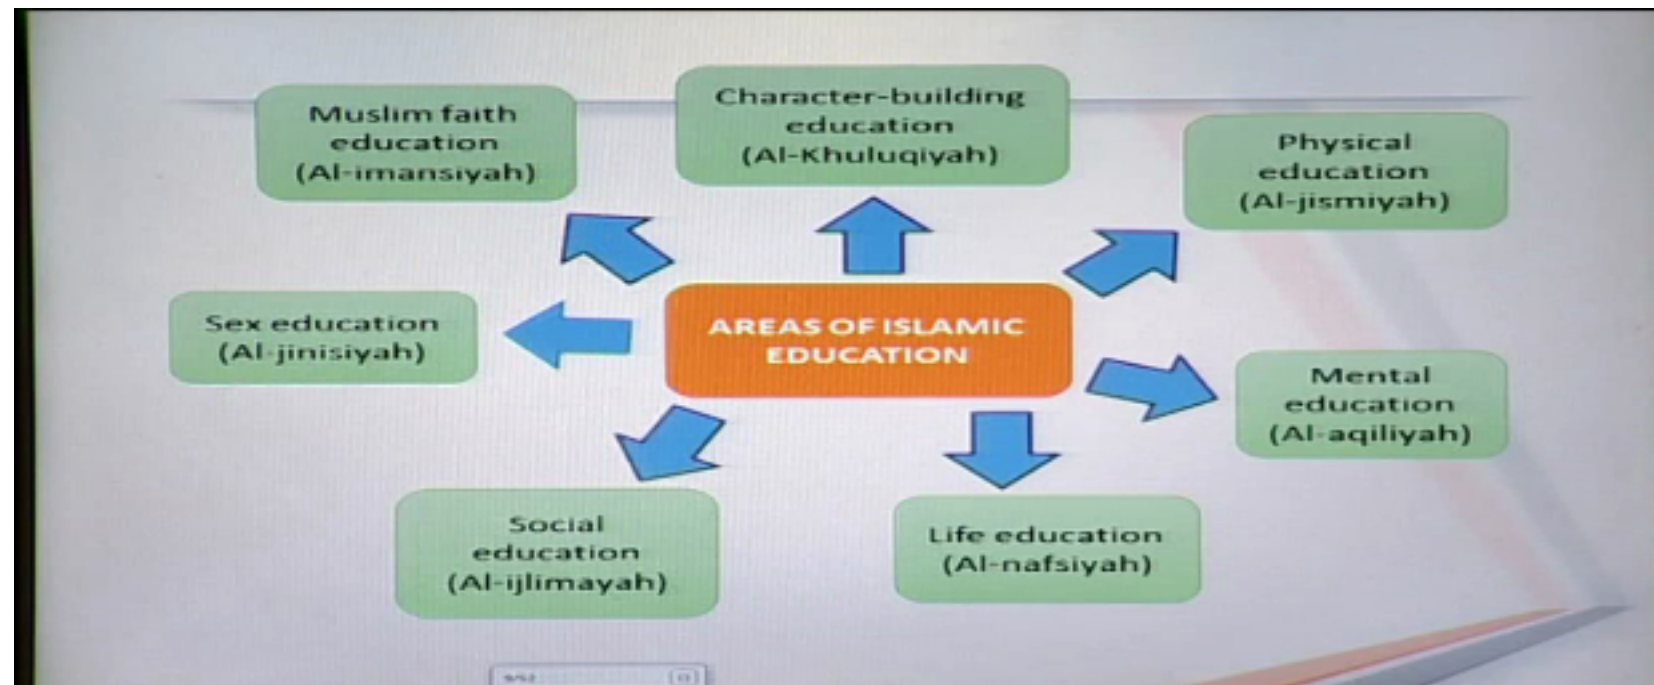 Muslim faith
education
(Al-imansiyah)
Character-building
education
(Al-Khuluqiyah)
Physical
education
(Al-jismiyah)
Sex education
(Al-jinisiyah)
AREAS OF ISLAMIC
EDUCATION
Mental
education
(Al-aqiliyah)
Social
education
(Al-ijlimayah)
Life education
(Al-nafsiyah)